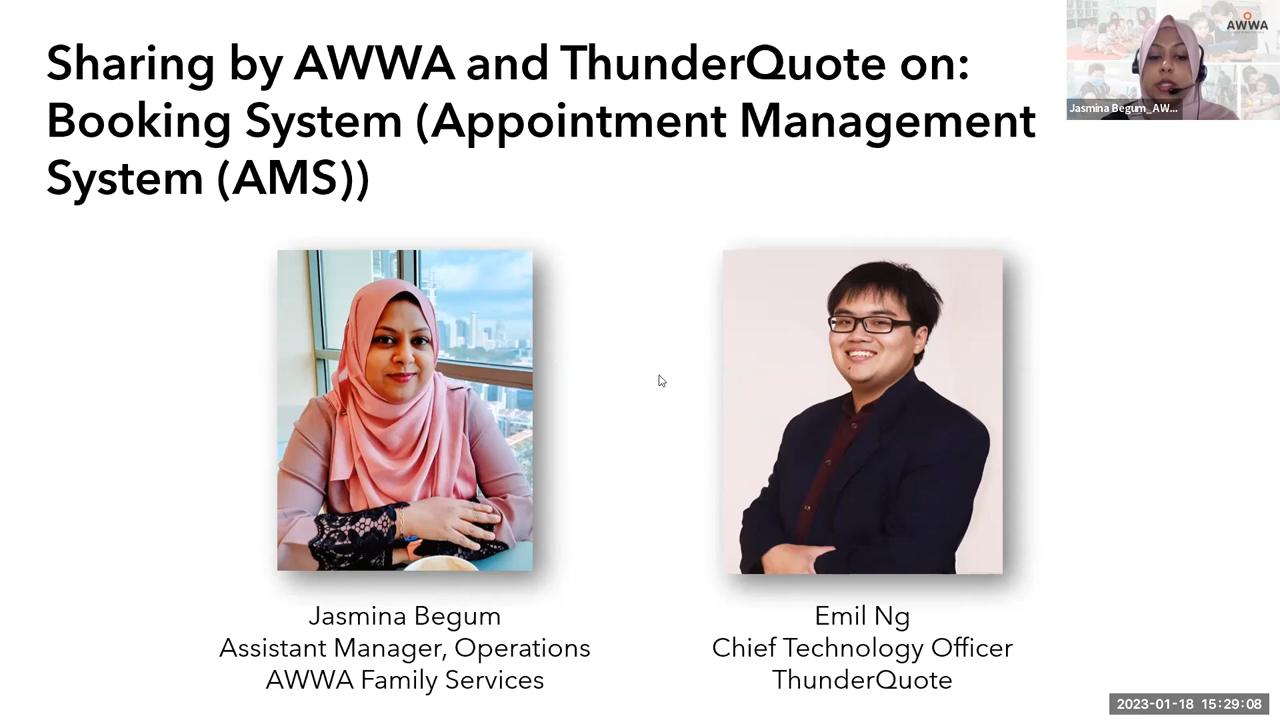 Sharing by AWWA and ThunderQuote on:
Booking System (Appointment Management
System (AMS))
AWWA
Jasmina Begum_AW...
Jasmina Begum
Assistant Manager, Operations
AWWA Family Services
Emil Ng
Chief Technology Officer
ThunderQuote
2023-01-18 15:29:08